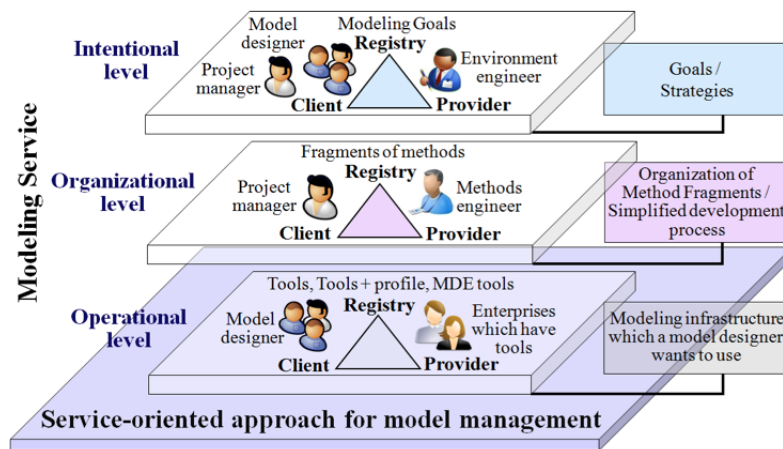 Modeling Service
Intentional
level
Model
designer
Project
manager
Modeling Goals
Registry
Client
Provider
Environment
engineer
Goals /
Strategies
Organizational
level
Fragments of methods
Project
manager
Registry
Client
Provider
Methods
engineer
Organization of
Method Fragments /
Simplified development
process
Operational
level
Tools, Tools + profile, MDE tools
Model
designer
Registry
Client
Provider
Enterprises
which have
tools
Modeling infrastructure
which a model designer
wants to use
Service-oriented approach for model management